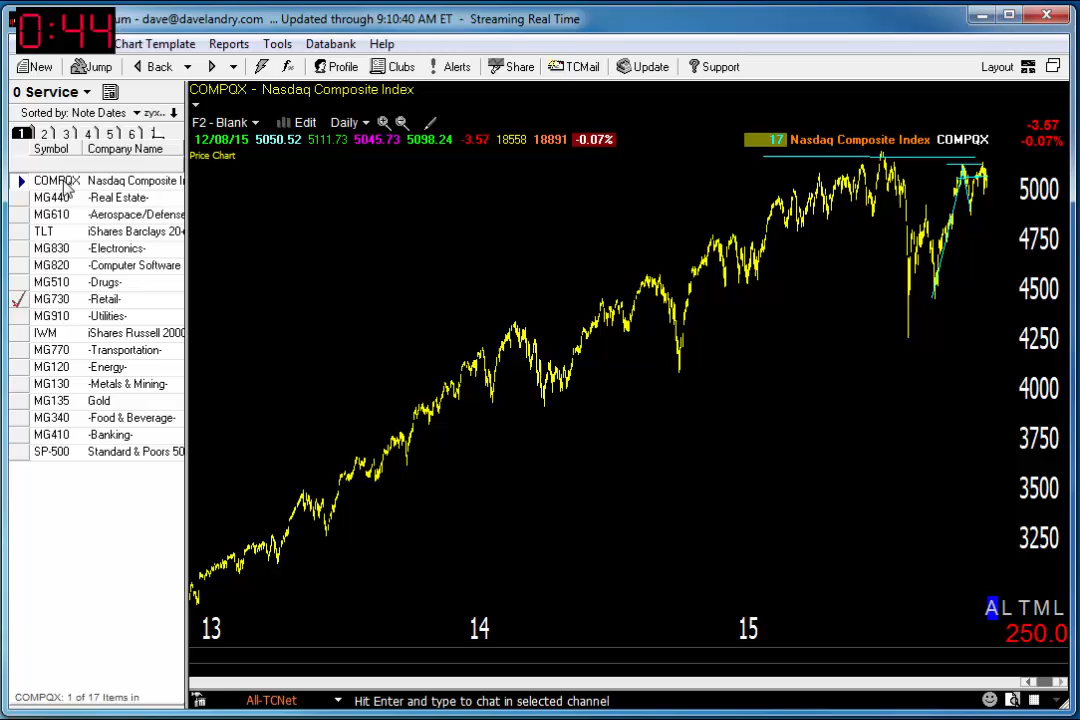 0:44
um - dave@davelandry.com ... Updated through 9:10:40 AM ET - Streaming Real Time
Chart Template Reports Tools Databank Help
New Jump Back Profile Clubs Alerts Share TCMail Update Support Layout
0 Service
COMPQX - Nasdaq Composite Index
Sorted by: Note Dates zyx..
F2 - Blank Edit Daily
1 2 3 4 5 6 1..
12/08/15 5050.52 5111.73 5045.73 5098.24 -3.57 18558 18891 -0.07% 17 Nasdaq Composite Index COMPQX -3.57
-0.07%
Symbol Company Name
Price Chart
COMPQX Nasdaq Composite I
MG440 -Real Estate-
MG610 -Aerospace/Defense
TLT iShares Barclays 20+
MG830 -Electronics-
MG820 -Computer Software
MG510 -Drugs-
MG730 -Retail-
MG910 -Utilities-
IWM iShares Russell 2000
MG770 -Transportation-
MG120 -Energy-
MG130 -Metals & Mining-
MG135 Gold
MG340 -Food & Beverage-
MG410 -Banking-
SP-500 Standard & Poors 50
5000
4750
4500
4250
4000
3750
3500
3250
A L T M L
250.0
13 14 15
COMPQX: 1 of 17 Items in
All-TCNet Hit Enter and type to chat in selected channel